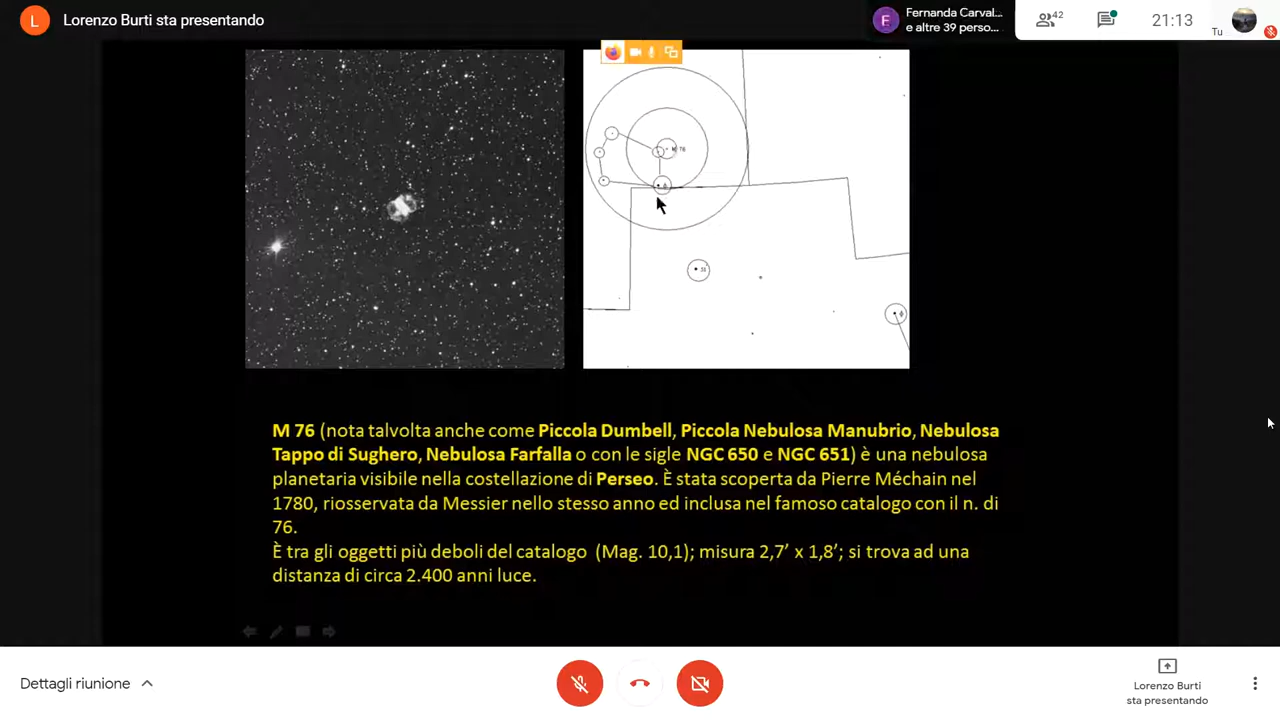 L Lorenzo Burti sta presentando
F Fernanda Carval...
e altre 39 perso...
42
21:13
Tu
M 76
ϕ
51
ϕ
M 76 (nota talvolta anche come Piccola Dumbell, Piccola Nebulosa Manubrio, Nebulosa
Tappo di Sughero, Nebulosa Farfalla o con le sigle NGC 650 e NGC 651) è una nebulosa
planetaria visibile nella costellazione di Perseo. È stata scoperta da Pierre Méchain nel
1780, riosservata da Messier nello stesso anno ed inclusa nel famoso catalogo con il n. di
76.
È tra gli oggetti più deboli del catalogo (Mag. 10,1); misura 2,7’ x 1,8’; si trova ad una
distanza di circa 2.400 anni luce.
Dettagli riunione
Lorenzo Burti
sta presentando